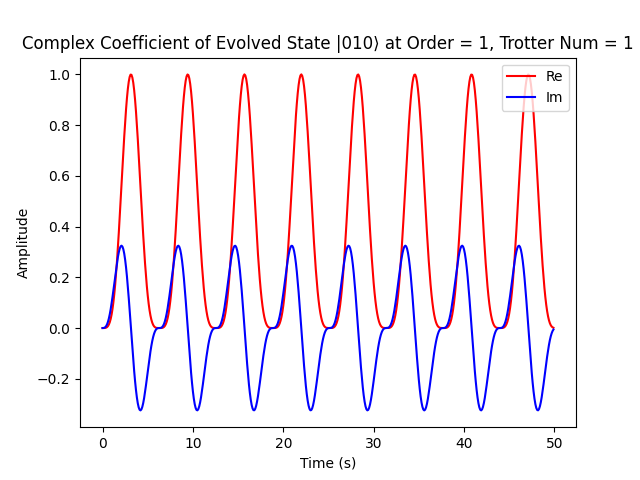 Complex Coefficient of Evolved State |010⟩ at Order = 1, Trotter Num = 1
Re
Im
1.0
0.8
0.6
0.4
0.2
0.0
−0.2
Amplitude
0 10 20 30 40 50
Time (s)